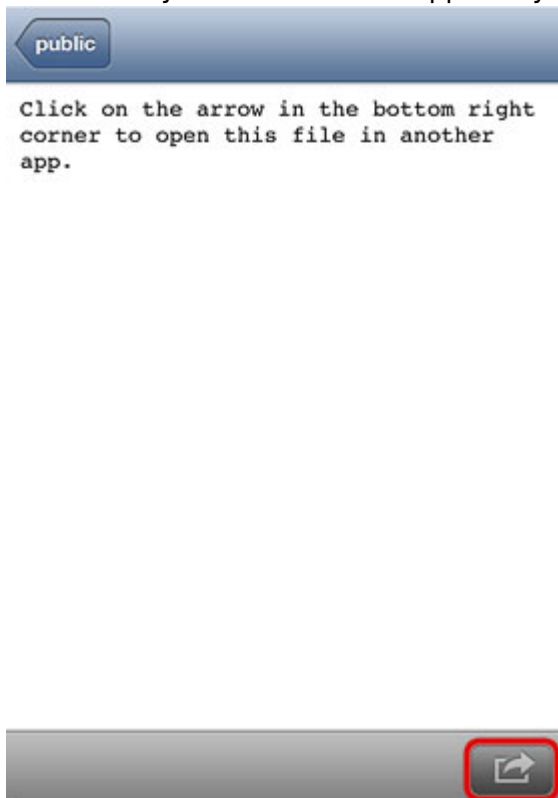 public
Click on the arrow in the bottom right
corner to open this file in another
app.